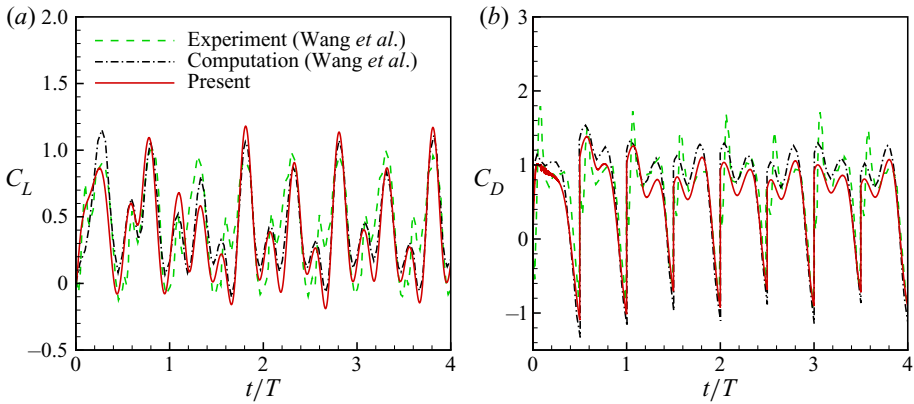 (a)
2.0
1.5
1.0
0.5
0
−0.5
C_L
Experiment (Wang et al.)
Computation (Wang et al.)
Present
0 1 2 3 4
t/T
(b)
3
2
1
0
−1
C_D
0 1 2 3 4
t/T